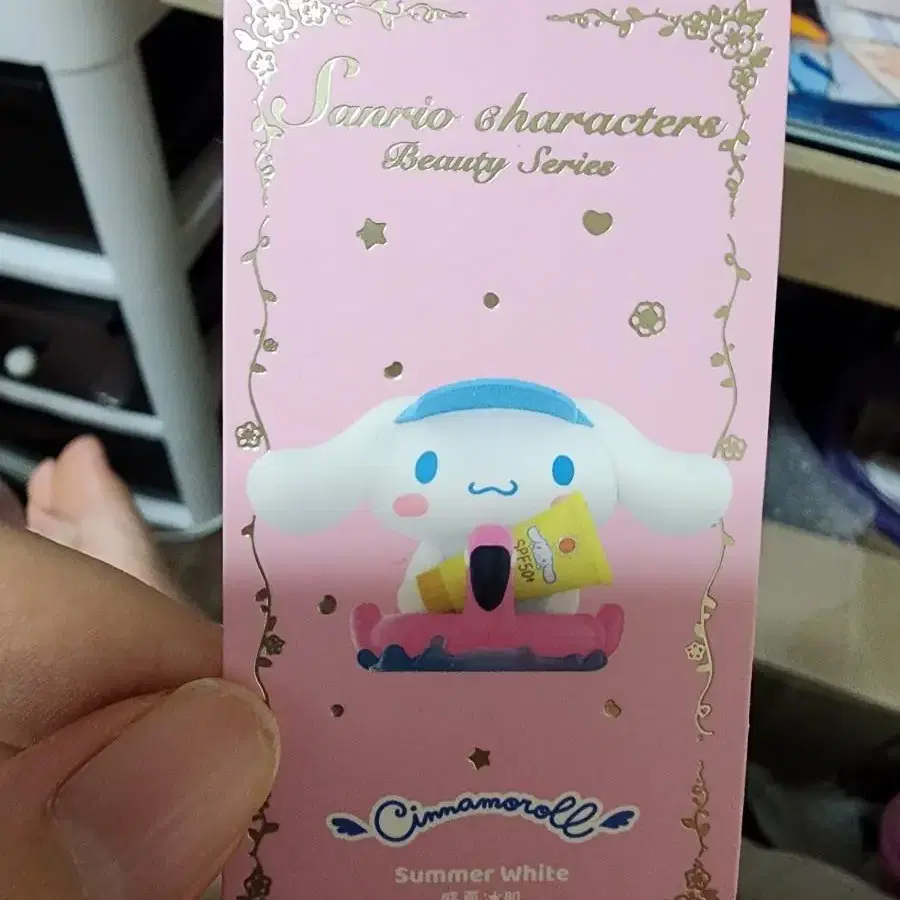 Sanrio characters
Beauty Series
SPF50+
Cinnamoroll
Summer White